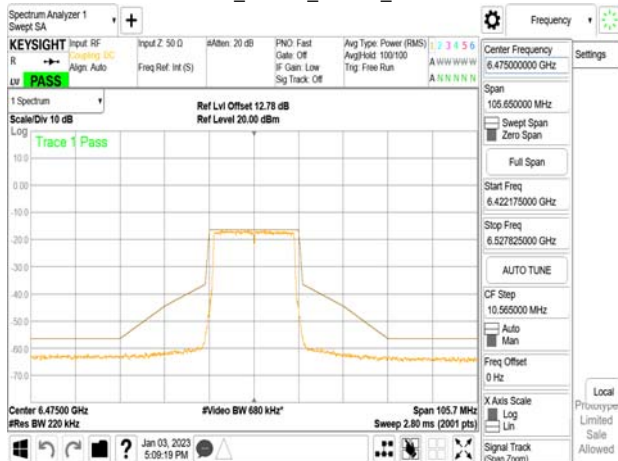 Spectrum Analyzer 1
Swept SA
+
Frequency
KEYSIGHT
R
LV PASS
Input: RF
Coupling: DC
Align: Auto
Input Z: 50 Ω
Freq Ref: Int (S)
#Atten: 20 dB
PNO: Fast
Gate: Off
IF Gain: Low
Sig Track: Off
Avg Type: Power (RMS)
Avg|Hold: 100/100
Trig: Free Run
1 2 3 4 5 6
A W W W W W
A N N N N N
1 Spectrum
Scale/Div 10 dB
Log
Ref Lvl Offset 12.78 dB
Ref Level 20.00 dBm
Trace 1 Pass
10.0
0.00
-10.0
-20.0
-30.0
-40.0
-50.0
-60.0
-70.0
Center 6.47500 GHz
#Res BW 220 kHz
#Video BW 680 kHz*
Span 105.7 MHz
Sweep 2.80 ms (2001 pts)
?
Jan 03, 2023
5:09:19 PM
Center Frequency
6.475000000 GHz
Settings
Span
105.650000 MHz
Swept Span
Zero Span
Full Span
Start Freq
6.422175000 GHz
Stop Freq
6.527825000 GHz
AUTO TUNE
CF Step
10.565000 MHz
Auto
Man
Freq Offset
0 Hz
X Axis Scale
Log
Lin
Signal Track
(Span Zoom)
Local
Prototype
Limited
Sale
Allowed